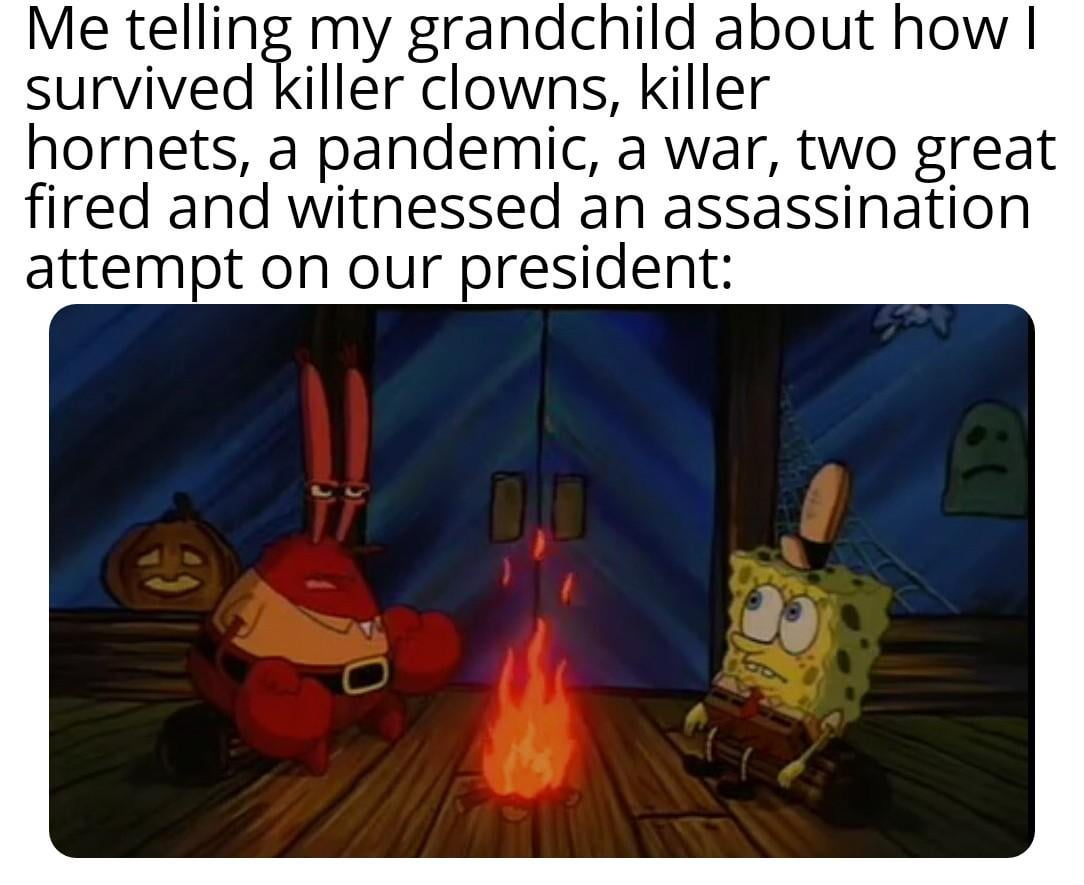 Me telling my grandchild about how I
survived killer clowns, killer
hornets, a pandemic, a war, two great
fired and witnessed an assassination
attempt on our president: